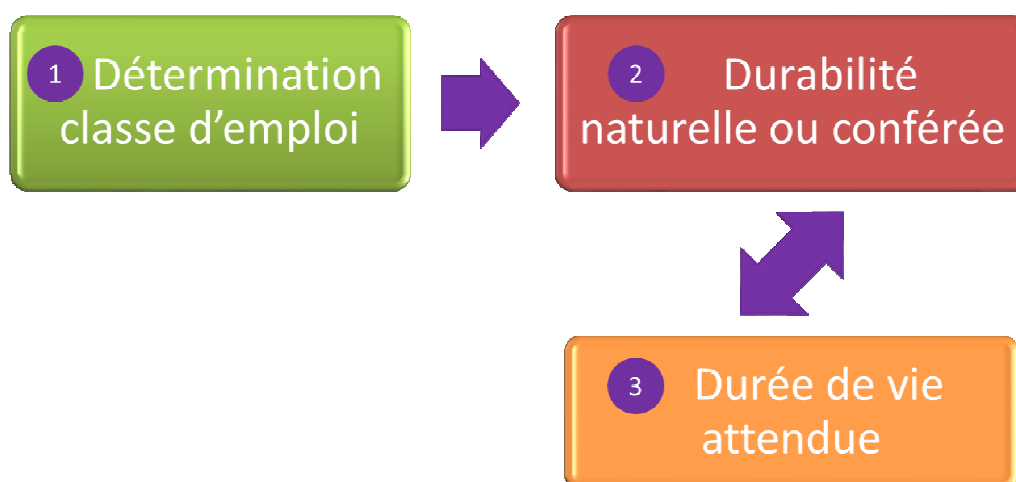 1 Détermination
classe d’emploi
2 Durabilité
naturelle ou conférée
3 Durée de vie
attendue